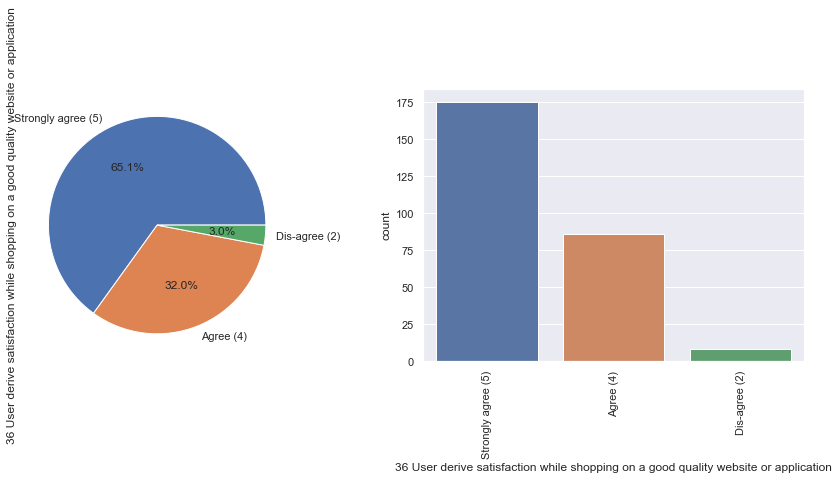 36 User derive satisfaction while shopping on a good quality website or application
Strongly agree (5)
65.1%
3.0%
Dis-agree (2)
32.0%
Agree (4)
count
175
150
125
100
75
50
25
0
Strongly agree (5)
Agree (4)
Dis-agree (2)
36 User derive satisfaction while shopping on a good quality website or application